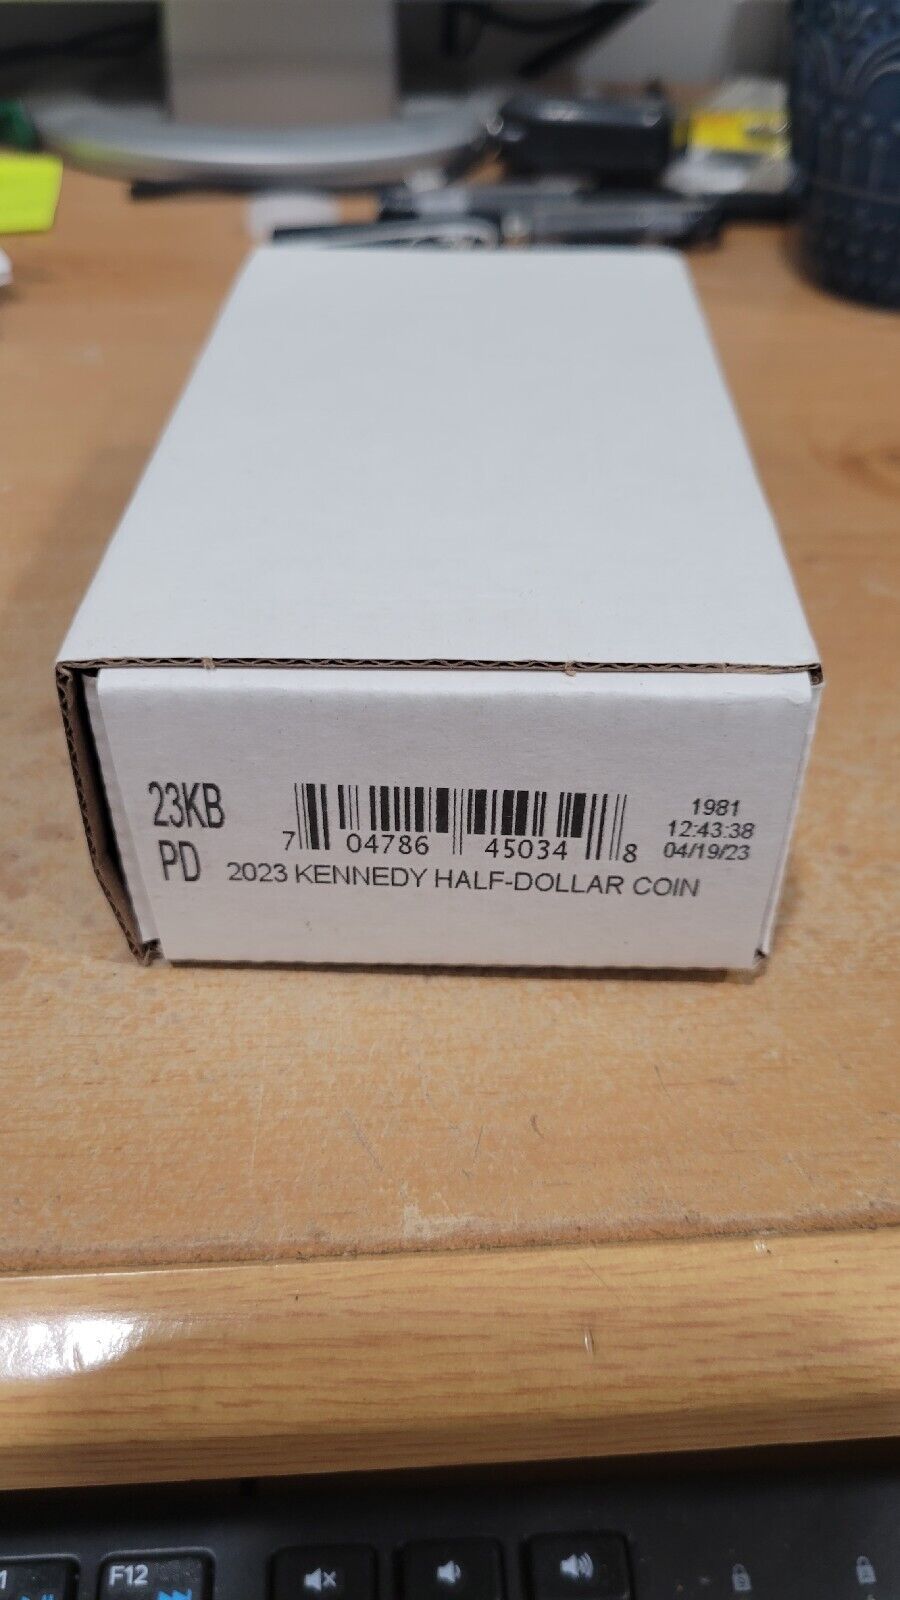 23KB
PD
7 04786 45034 8
2023 KENNEDY HALF-DOLLAR COIN
1981
12:43:38
04/19/23
1
F12